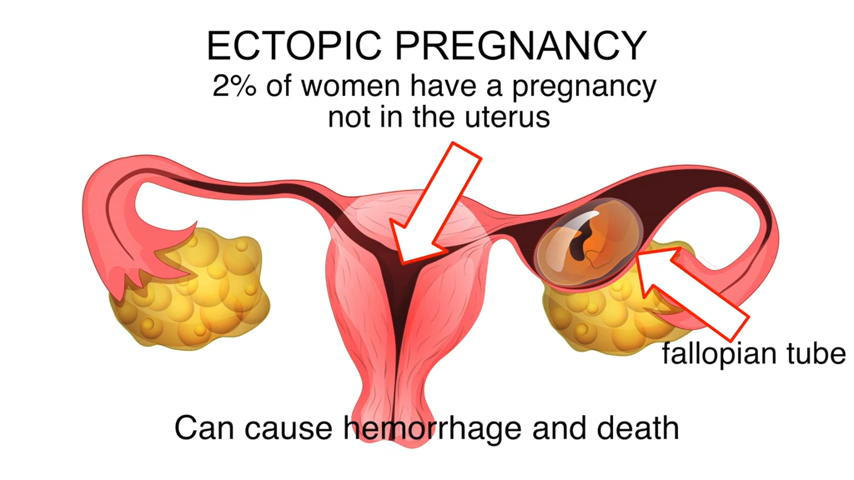 ECTOPIC PREGNANCY
2% of women have a pregnancy
not in the uterus
fallopian tube
Can cause hemorrhage and death